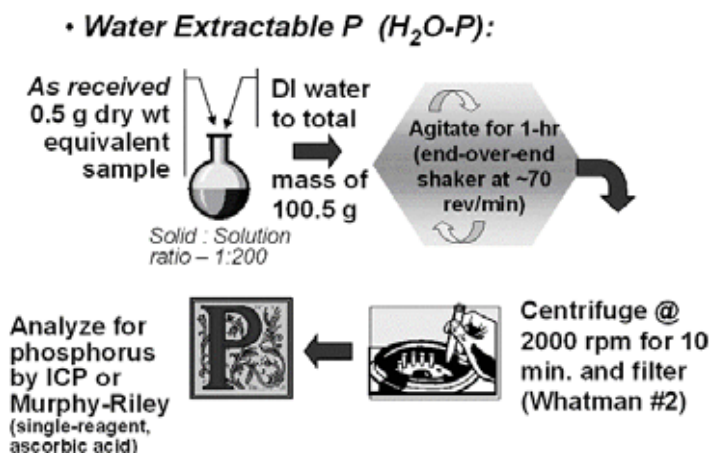 • Water Extractable P (H₂O-P):
As received
0.5 g dry wt
equivalent
sample
DI water
to total
mass of
100.5 g
Solid : Solution
ratio – 1:200
Agitate for 1-hr
(end-over-end
shaker at ~70
rev/min)
Centrifuge @
2000 rpm for 10
min. and filter
(Whatman #2)
P
Analyze for
phosphorus
by ICP or
Murphy-Riley
(single-reagent,
ascorbic acid)